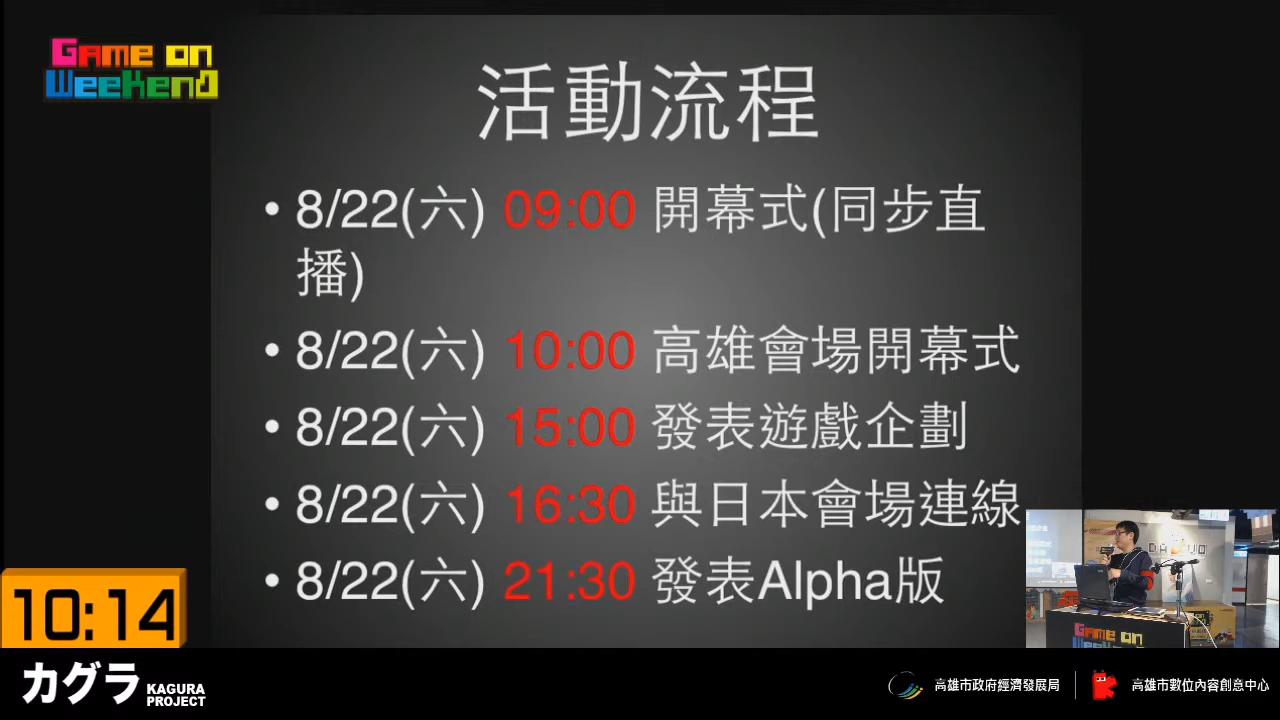 Game on
Weekend
活動流程
• 8/22(六) 09:00 開幕式(同步直
播)
• 8/22(六) 10:00 高雄會場開幕式
• 8/22(六) 15:00 發表遊戲企劃
• 8/22(六) 16:30 與日本會場連線
• 8/22(六) 21:30 發表Alpha版
10:14
Game on
Weekend
カグラ KAGURA
PROJECT
高雄市政府經濟發展局
高雄市數位內容創意中心